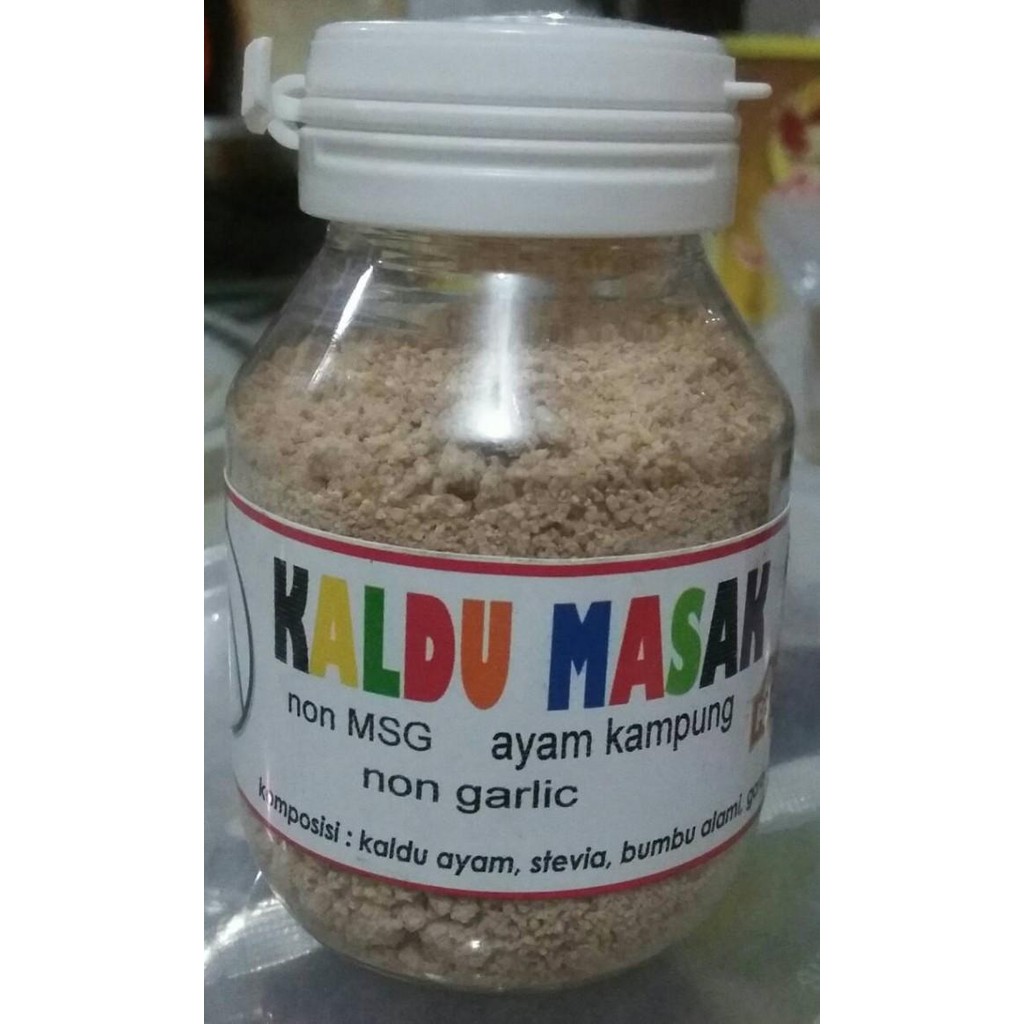 KALDU MASAK
non MSG ayam kampung
non garlic
komposisi : kaldu ayam, stevia, bumbu alami,